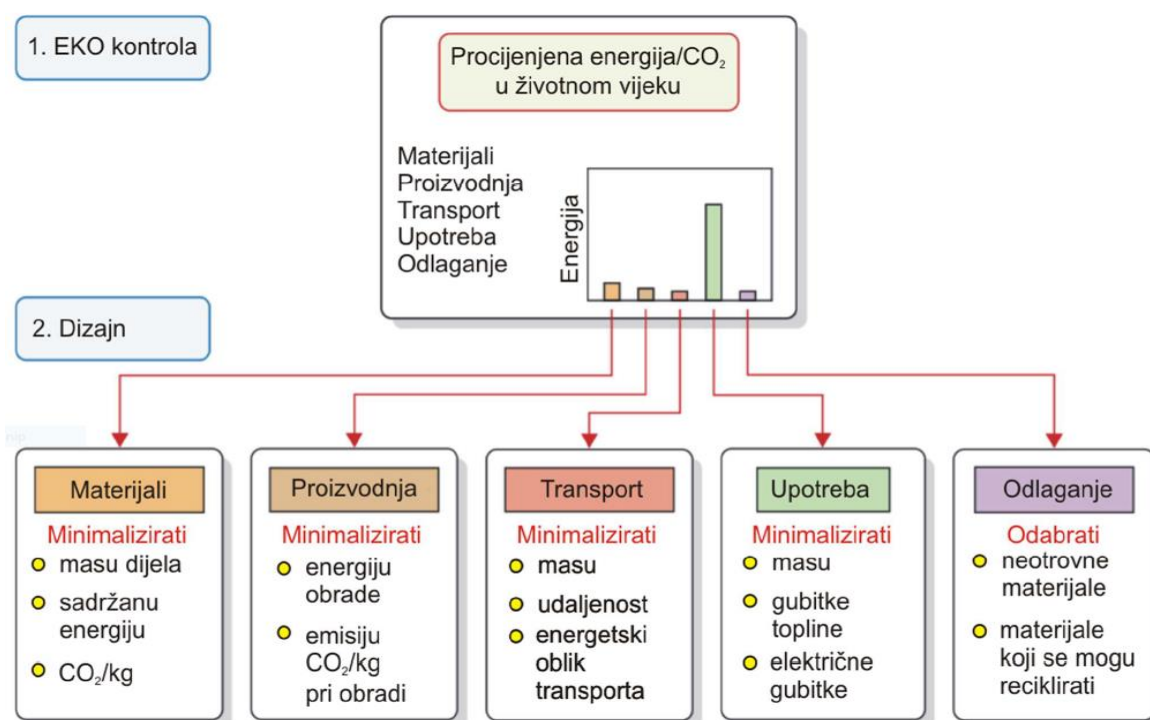 1. EKO kontrola
Procijenjena energija/CO₂
u životnom vijeku
Materijali
Proizvodnja
Transport
Upotreba
Odlaganje
Energija
2. Dizajn
Materijali
Minimalizirati
masu dijela
sadržanu
energiju
CO₂/kg
Proizvodnja
Minimalizirati
energiju
obrade
emisiju
CO₂/kg
pri obradi
Transport
Minimalizirati
masu
udaljenost
energetski
oblik
transporta
Upotreba
Minimalizirati
masu
gubitke
topline
električne
gubitke
Odlaganje
Odabrati
neotrovne
materijale
materijale
koji se mogu
reciklirati